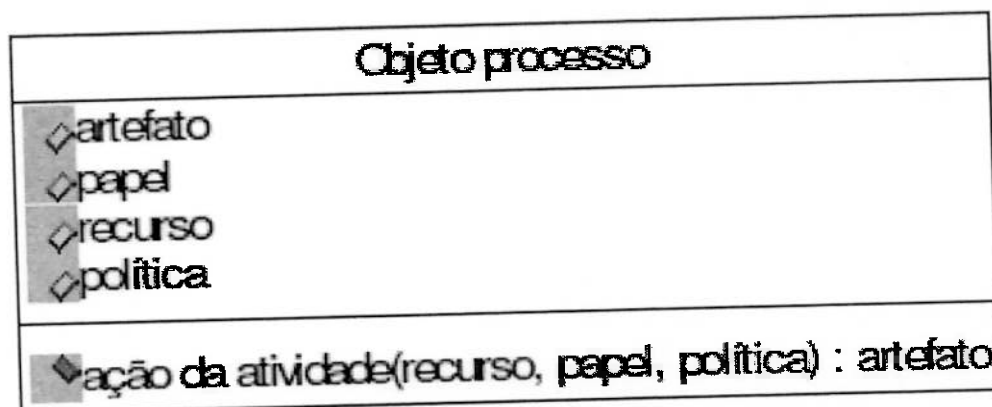 Objeto processo
artefato
papel
recurso
política
ação da atividade(recurso, papel, política) : artefato